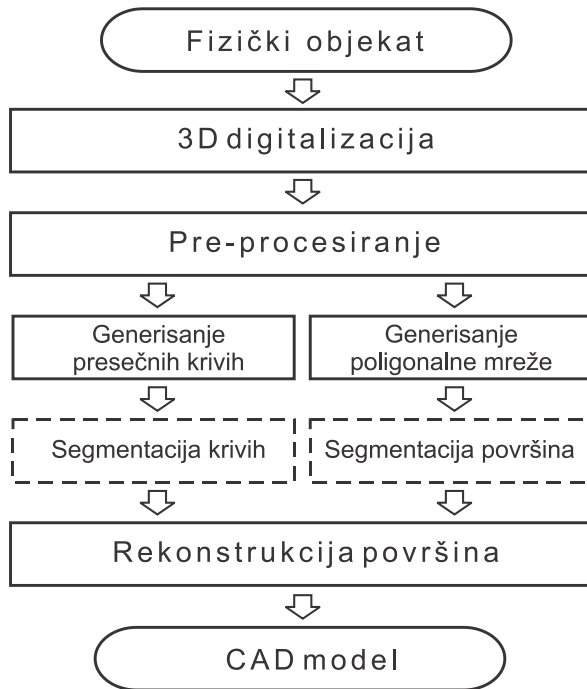 Fizički objekat
3D digitalizacija
Pre-procesiranje
Generisanje
presečnih krivih
Generisanje
poligonalne mreže
Segmentacija krivih
Segmentacija površina
Rekonstrukcija površina
CAD model